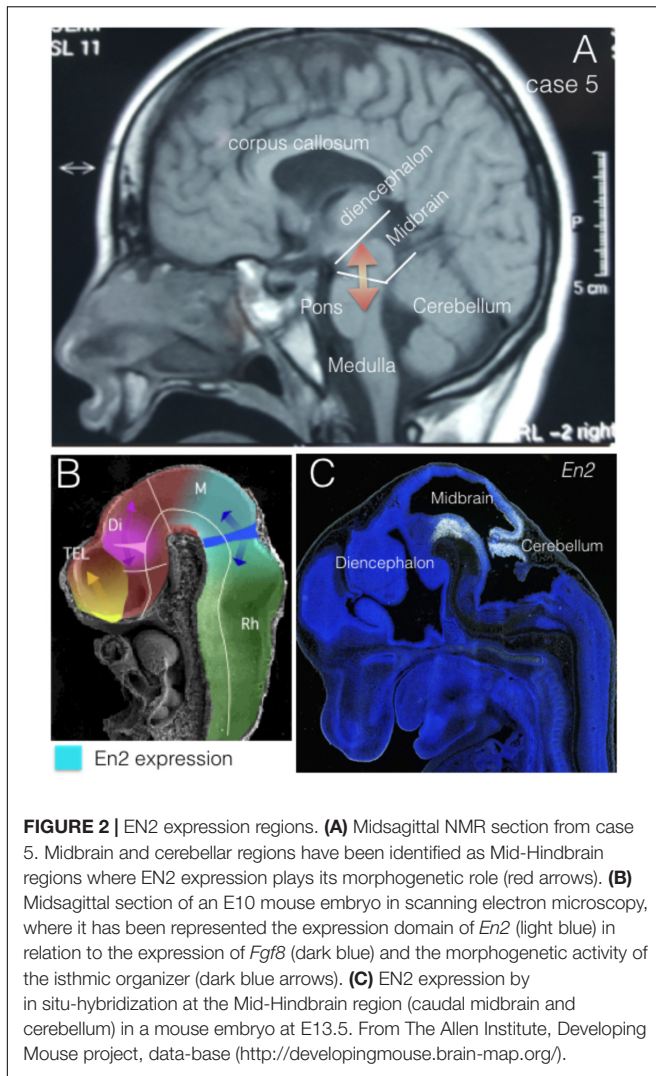 SL 11
A
case 5
corpus callosum
diencephalon
Midbrain
P
5 cm
Pons
Cerebellum
Medulla
RL -2 right
B
M
Di
TEL
Rh
En2 expression
C
En2
Midbrain
Cerebellum
Diencephalon
FIGURE 2 | EN2 expression regions. (A) Midsagittal NMR section from case
5. Midbrain and cerebellar regions have been identified as Mid-Hindbrain
regions where EN2 expression plays its morphogenetic role (red arrows). (B)
Midsagittal section of an E10 mouse embryo in scanning electron microscopy,
where it has been represented the expression domain of En2 (light blue) in
relation to the expression of Fgf8 (dark blue) and the morphogenetic activity of
the isthmic organizer (dark blue arrows). (C) EN2 expression by
in situ-hybridization at the Mid-Hindbrain region (caudal midbrain and
cerebellum) in a mouse embryo at E13.5. From The Allen Institute, Developing
Mouse project, data-base (http://developingmouse.brain-map.org/).